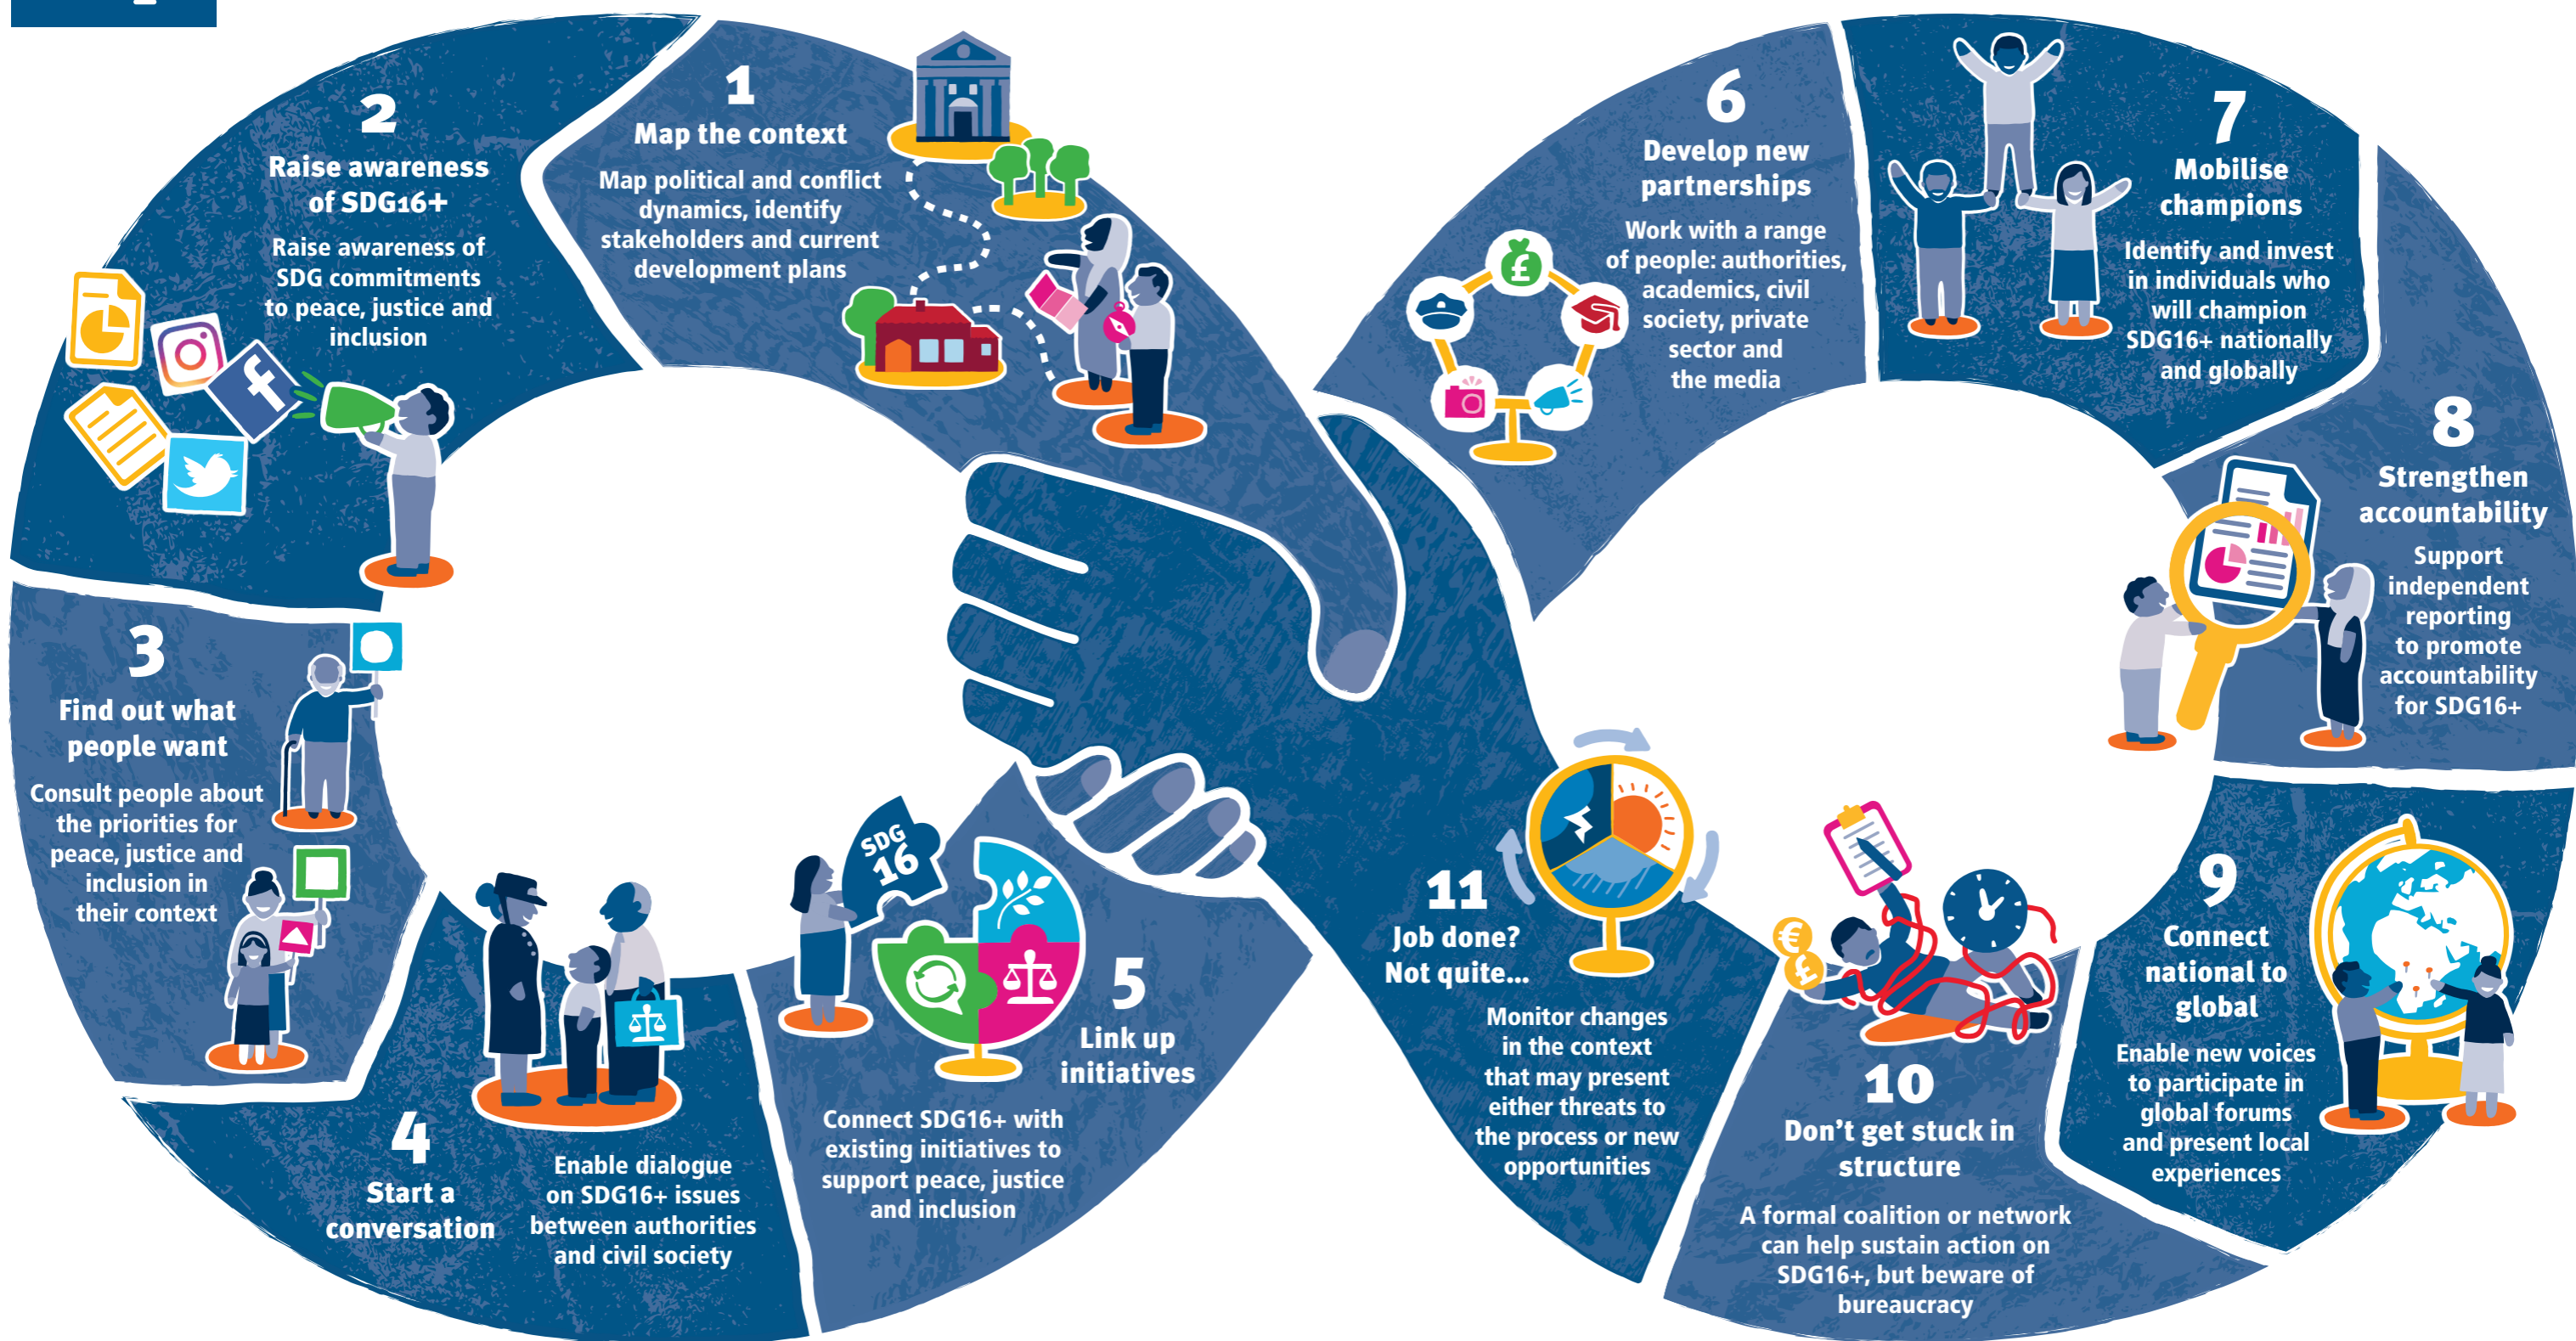 1
Map the context
Map political and conflict
dynamics, identify
stakeholders and current
development plans
2
Raise awareness
of SDG16+
Raise awareness of
SDG commitments
to peace, justice and
inclusion
f
3
Find out what
people want
Consult people about
the priorities for
peace, justice and
inclusion in
their context
4
Start a
conversation
Enable dialogue
on SDG16+ issues
between authorities
and civil society
SDG
16
5
Link up
initiatives
Connect SDG16+ with
existing initiatives to
support peace, justice
and inclusion
6
Develop new
partnerships
Work with a range
of people: authorities,
academics, civil
society, private
sector and
the media
£
7
Mobilise
champions
Identify and invest
in individuals who
will champion
SDG16+ nationally
and globally
8
Strengthen
accountability
Support
independent
reporting
to promote
accountability
for SDG16+
9
Connect
national to
global
Enable new voices
to participate in
global forums
and present local
experiences
€
£
10
Don't get stuck in
structure
A formal coalition or network
can help sustain action on
SDG16+, but beware of
bureaucracy
11
Job done?
Not quite...
Monitor changes
in the context
that may present
either threats to
the process or new
opportunities